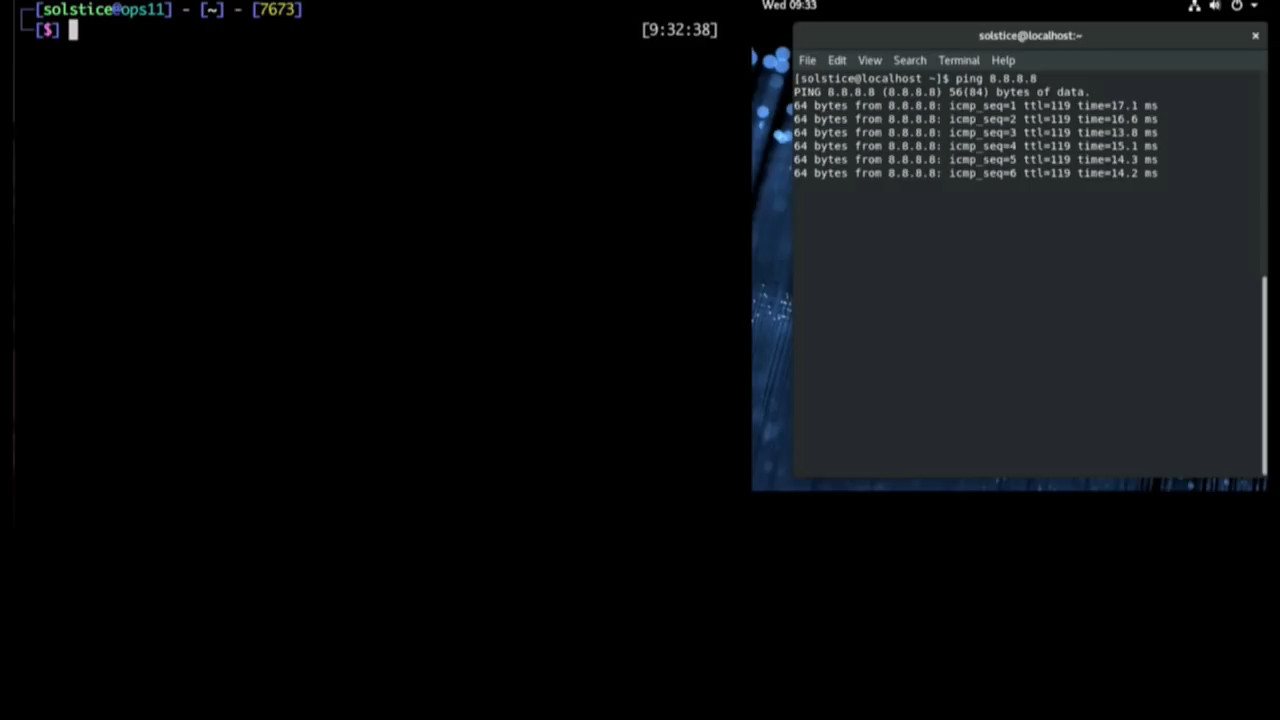 [solstice@ops11] - [~] - [7673]
[$] [9:32:38]
Wed 09:33
solstice@localhost:~
File Edit View Search Terminal Help
[solstice@localhost ~]$ ping 8.8.8.8
PING 8.8.8.8 (8.8.8.8) 56(84) bytes of data.
64 bytes from 8.8.8.8: icmp_seq=1 ttl=119 time=17.1 ms
64 bytes from 8.8.8.8: icmp_seq=2 ttl=119 time=16.6 ms
64 bytes from 8.8.8.8: icmp_seq=3 ttl=119 time=13.8 ms
64 bytes from 8.8.8.8: icmp_seq=4 ttl=119 time=15.1 ms
64 bytes from 8.8.8.8: icmp_seq=5 ttl=119 time=14.3 ms
64 bytes from 8.8.8.8: icmp_seq=6 ttl=119 time=14.2 ms